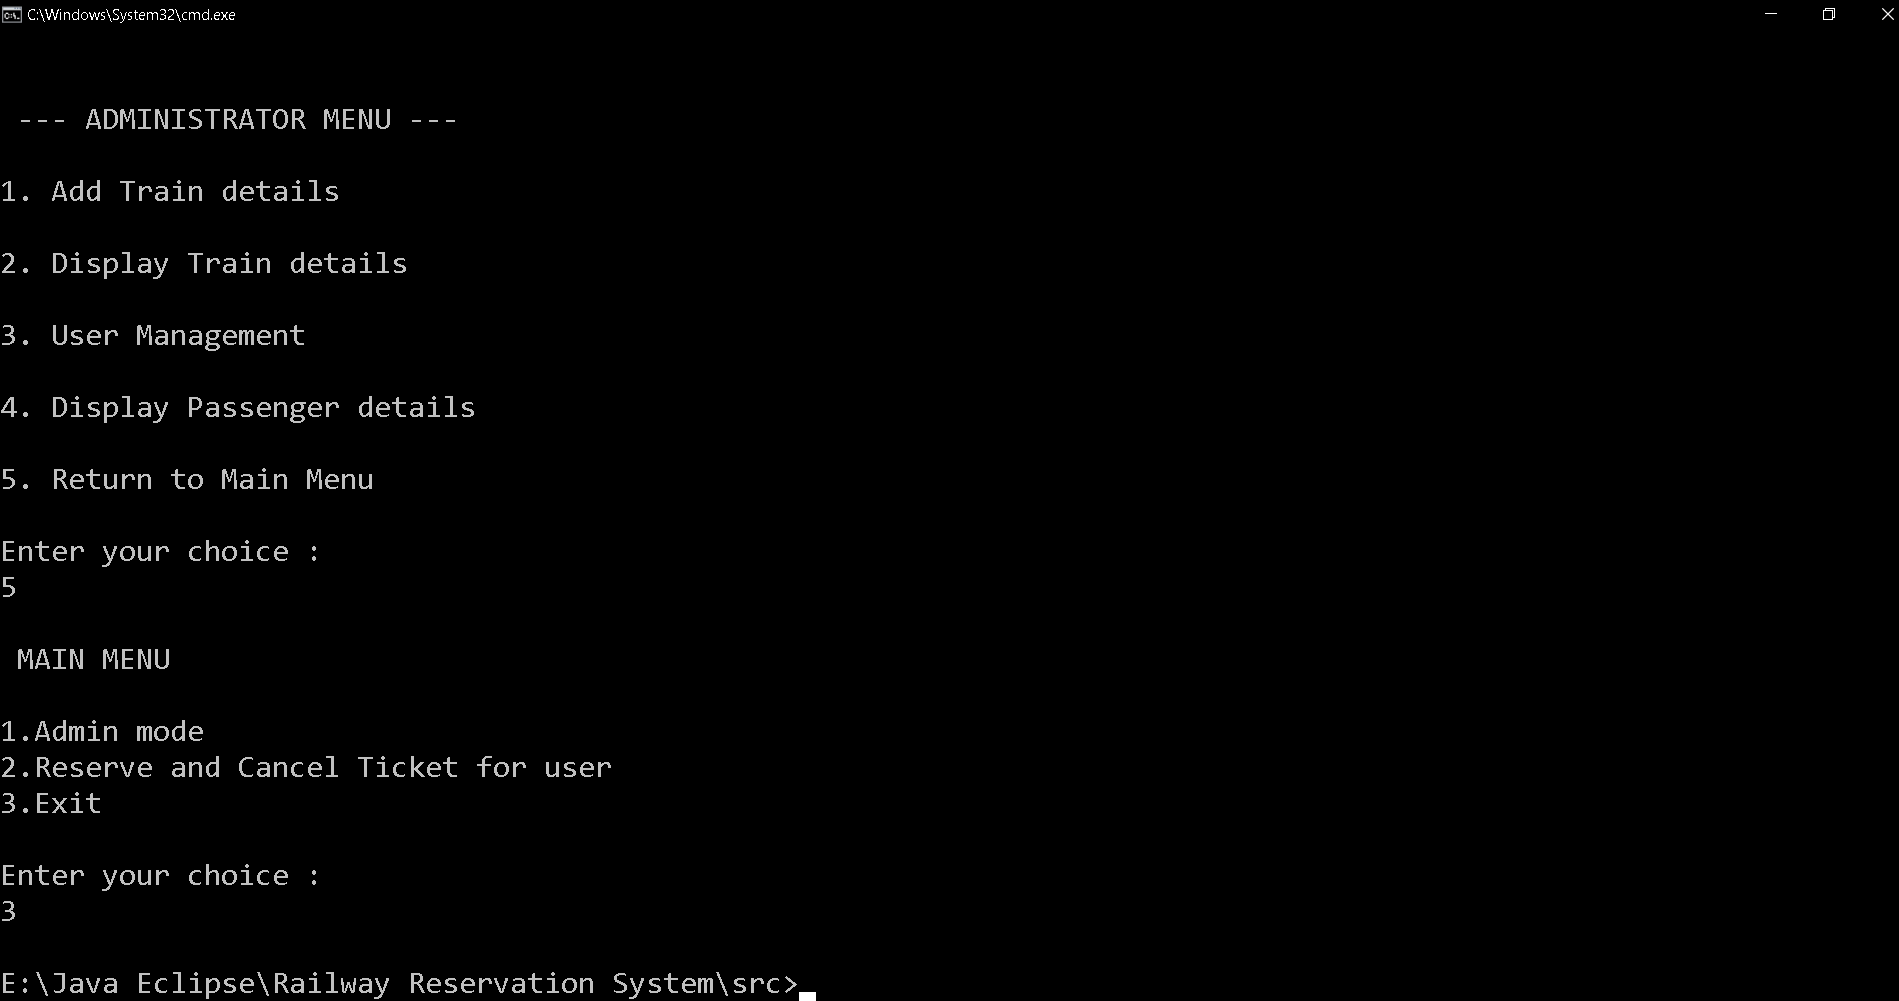 C:\Windows\System32\cmd.exe
--- ADMINISTRATOR MENU ---
1. Add Train details
2. Display Train details
3. User Management
4. Display Passenger details
5. Return to Main Menu
Enter your choice :
5
MAIN MENU
1.Admin mode
2.Reserve and Cancel Ticket for user
3.Exit
Enter your choice :
3
E:\Java Eclipse\Railway Reservation System\src>